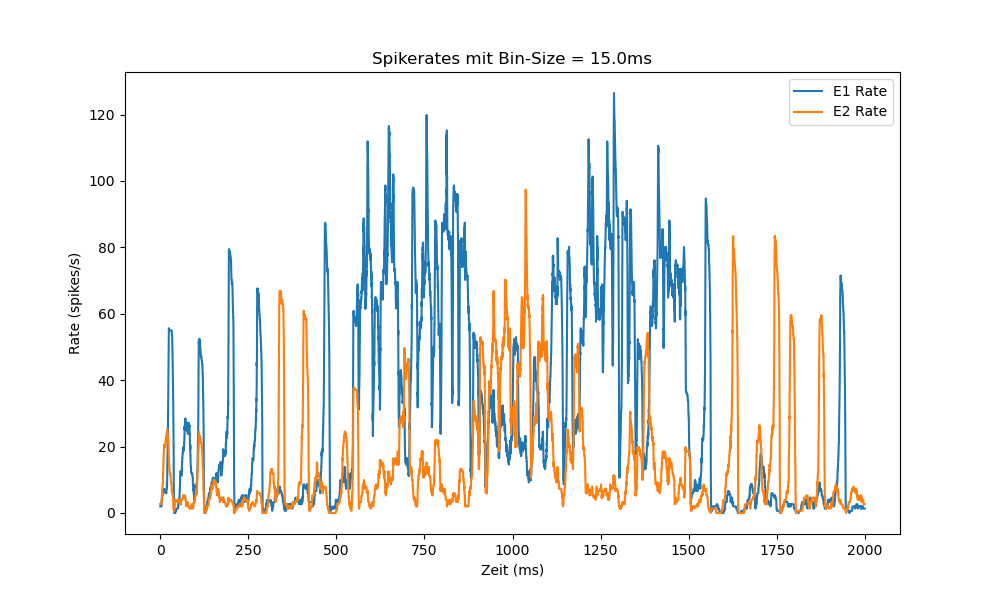 Spikerates mit Bin-Size = 15.0ms
E1 Rate
E2 Rate
120
100
80
60
40
20
0
Rate (spikes/s)
0 250 500 750 1000 1250 1500 1750 2000
Zeit (ms)